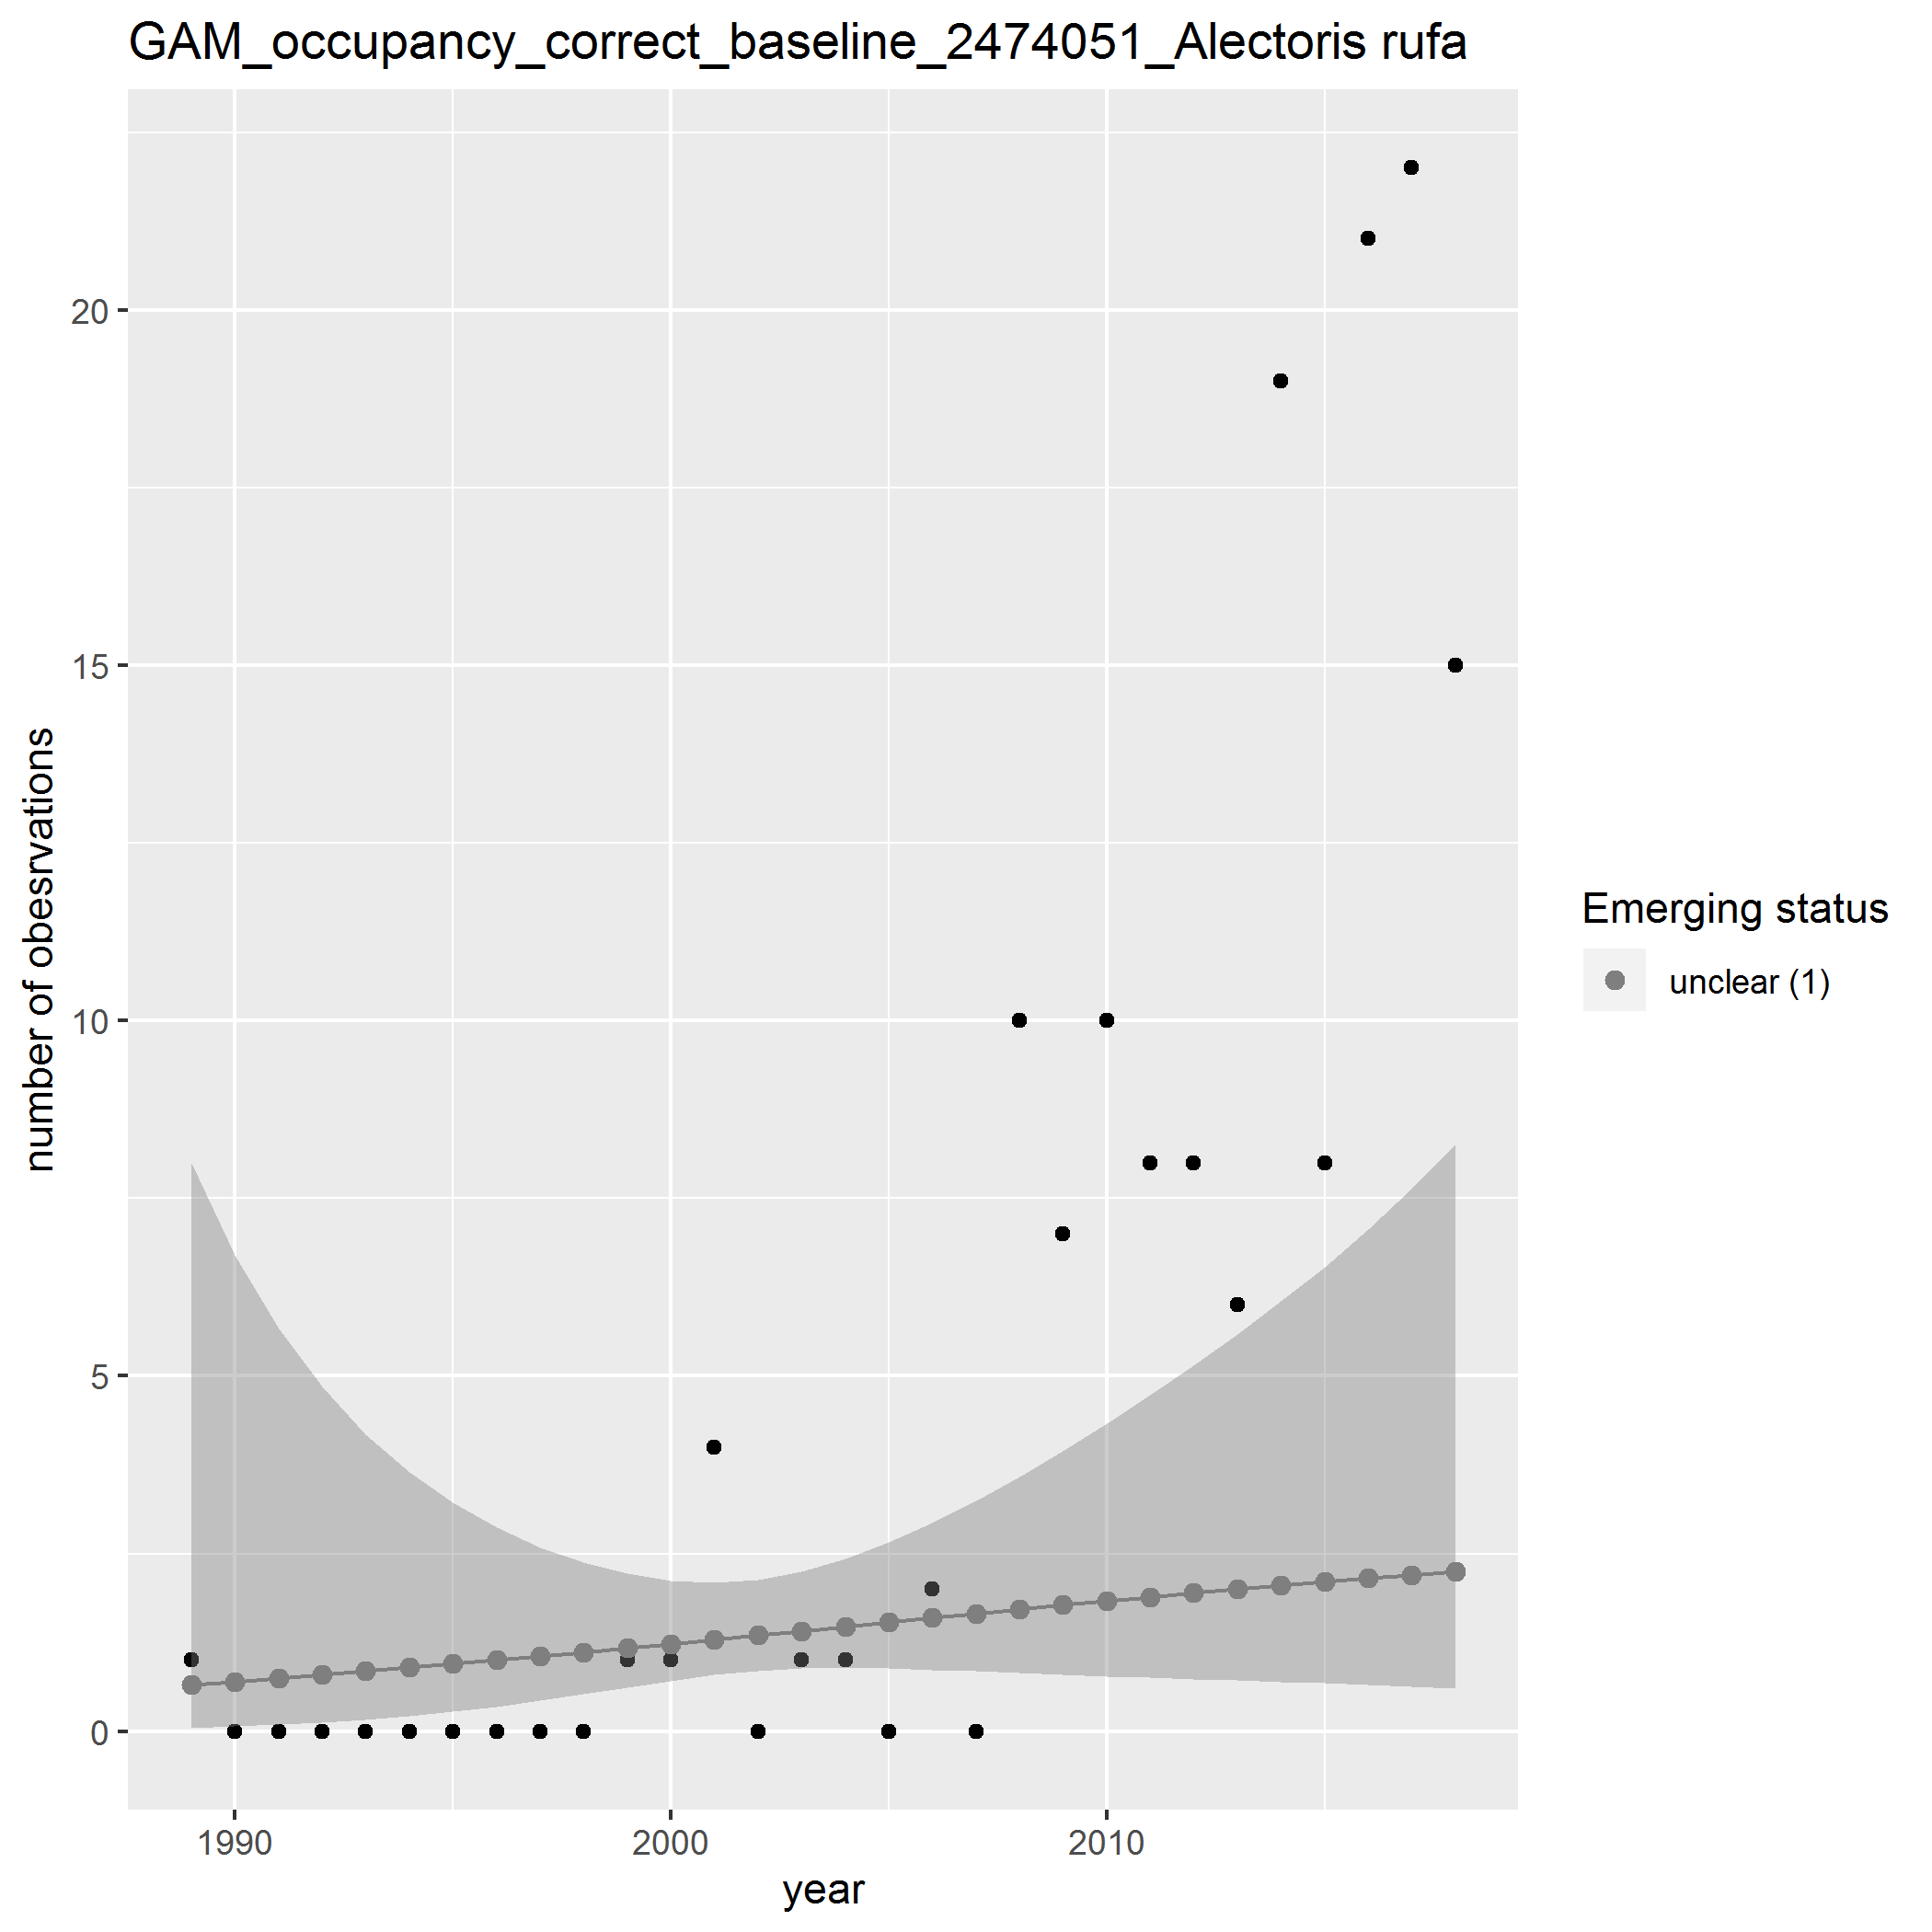 GAM_occupancy_correct_baseline_2474051_Alectoris rufa
number of obesrvations
20
15
10
5
0
1990
2000
2010
year
Emerging status
unclear (1)